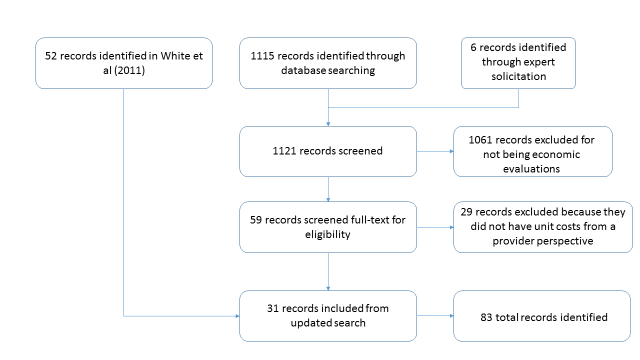 52 records identified in White et
al (2011)
1115 records identified through
database searching
6 records identified
through expert
solicitation
1121 records screened
1061 records excluded for
not being economic
evaluations
59 records screened full-text for
eligibility
29 records excluded because they
did not have unit costs from a
provider perspective
31 records included from
updated search
83 total records identified